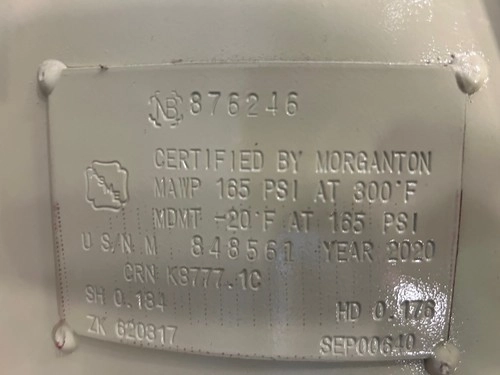 NB 876246
CERTIFIED BY MORGANTON
MAWP 165 PSI AT 300°F
MDMT -20°F AT 165 PSI
U S/N M 848561 YEAR 2020
CRN K8777.1C
SH 0.184 HD 0.176
ZK 620817 SEP00640